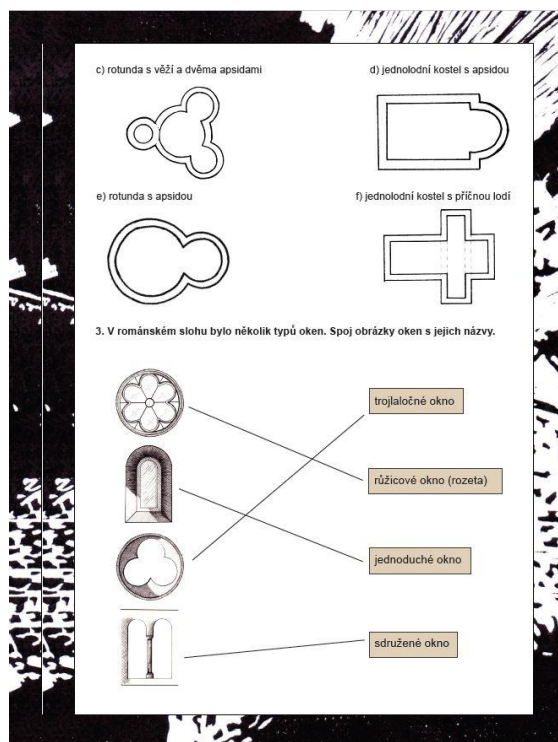 c) rotunda s věží a dvěma apsidami
d) jednolodní kostel s apsidou
e) rotunda s apsidou
f) jednolodní kostel s příčnou lodí
3. V románském slohu bylo několik typů oken. Spoj obrázky oken s jejich názvy.
trojlaločné okno
růžicové okno (rozeta)
jednoduché okno
sdružené okno